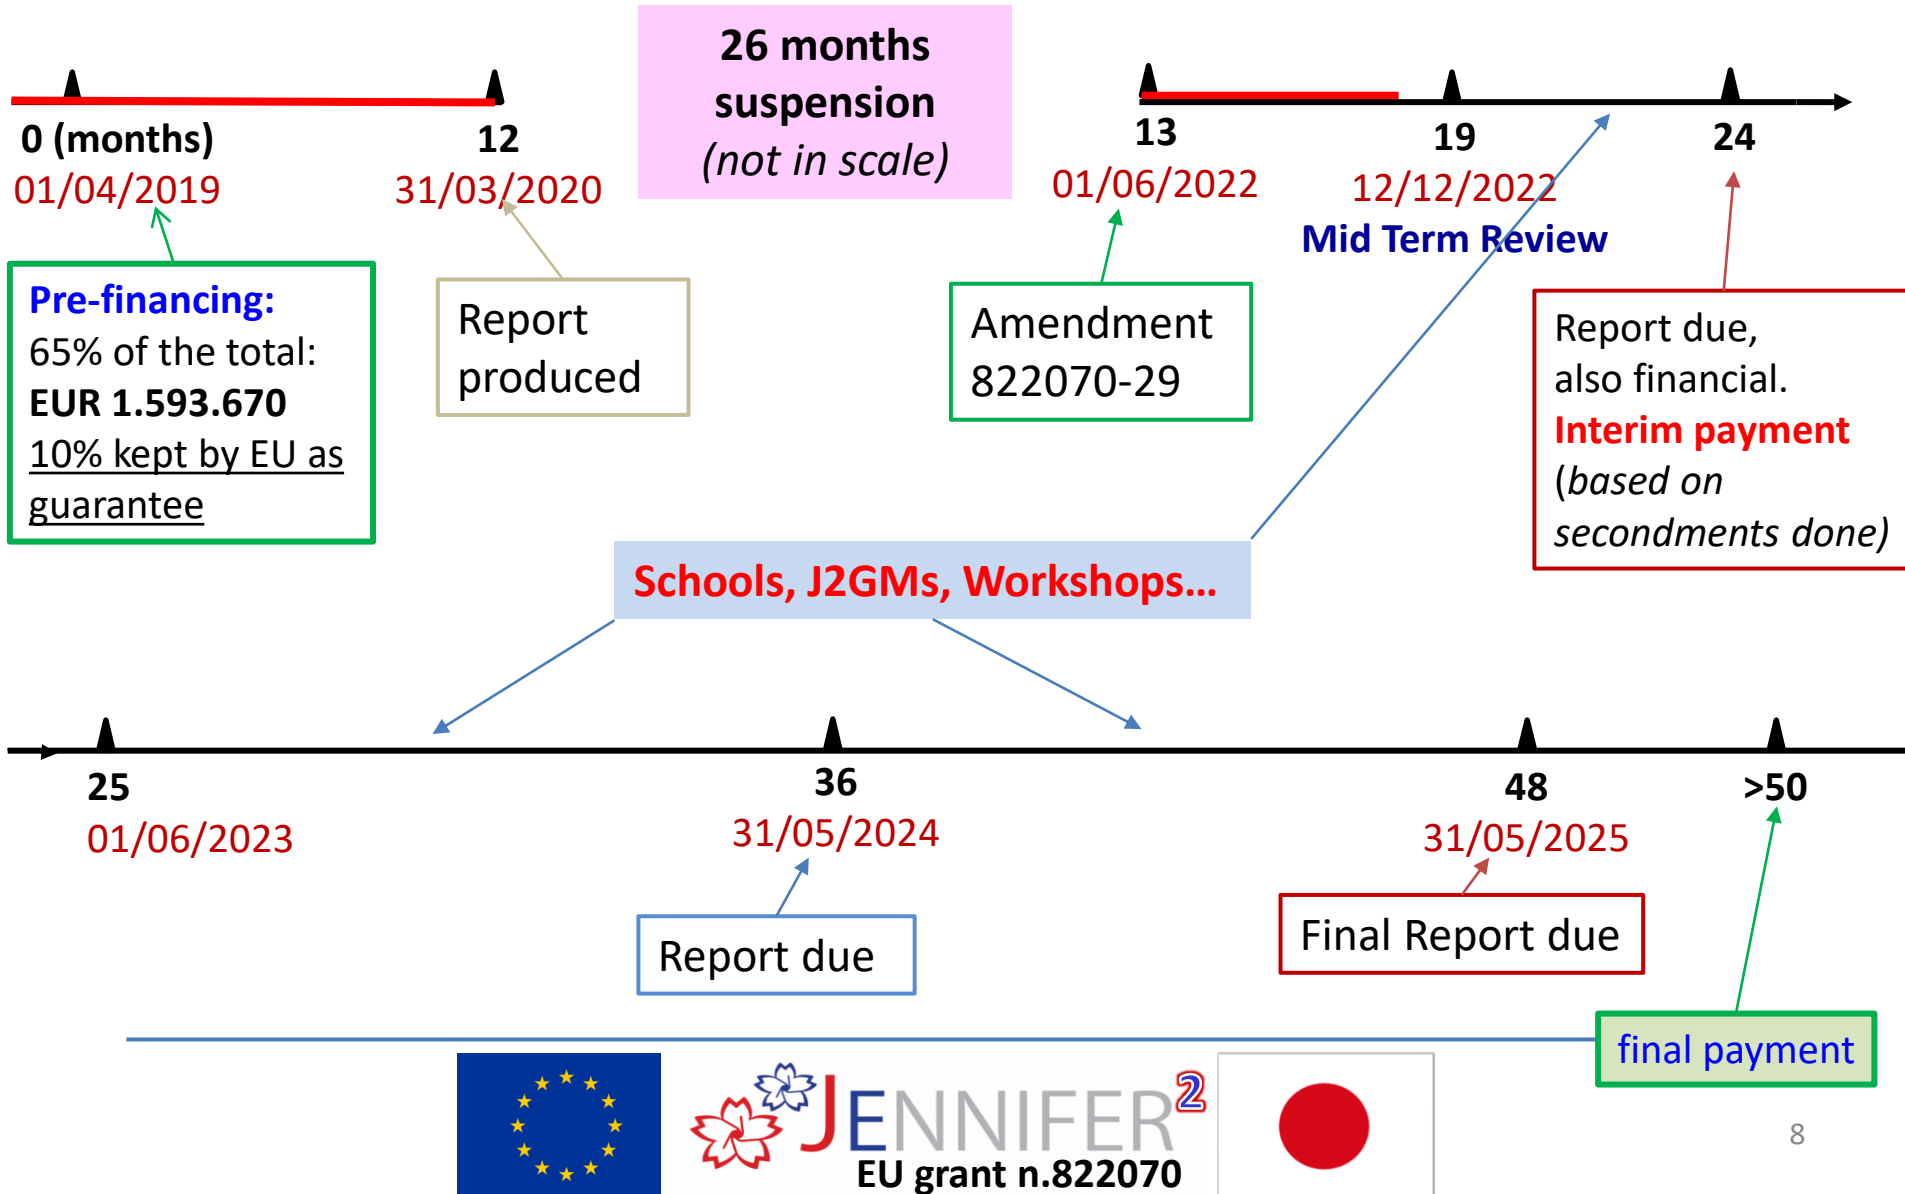 26 months
suspension
(not in scale)
0 (months)
01/04/2019
12
31/03/2020
13
01/06/2022
19
12/12/2022
Mid Term Review
24
Pre-financing:
65% of the total:
EUR 1.593.670
10% kept by EU as
guarantee
Report
produced
Amendment
822070-29
Report due,
also financial.
Interim payment
(based on
secondments done)
Schools, J2GMs, Workshops...
25
01/06/2023
36
31/05/2024
48
31/05/2025
>50
Report due
Final Report due
final payment
JENNIFER2
EU grant n.822070
8